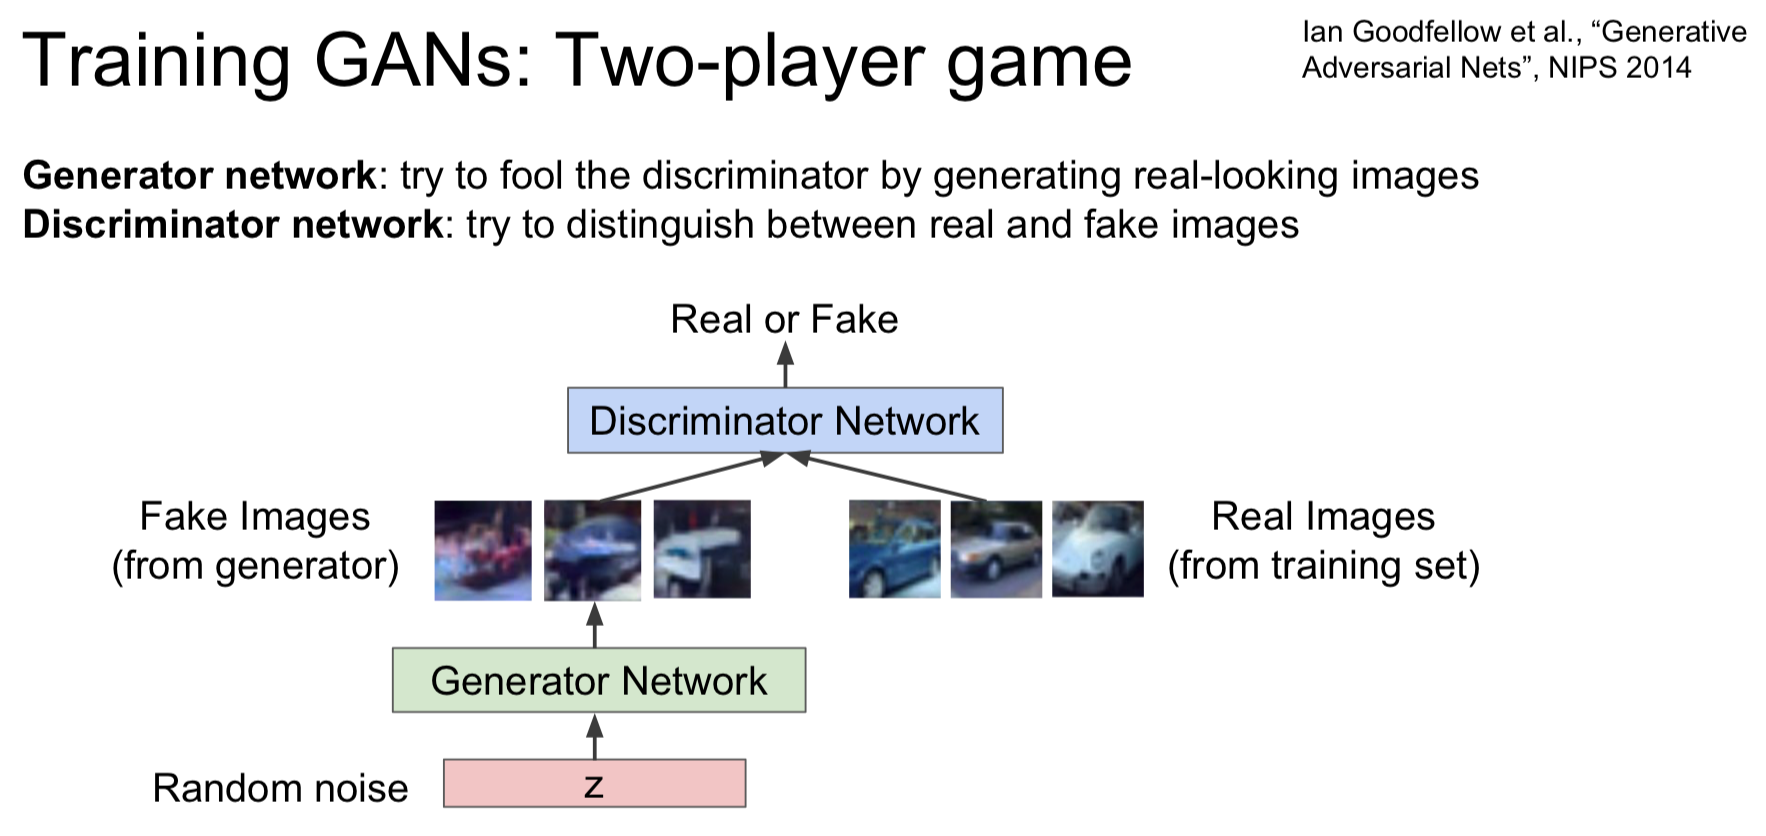 Training GANs: Two-player game
Ian Goodfellow et al., “Generative
Adversarial Nets”, NIPS 2014
Generator network: try to fool the discriminator by generating real-looking images
Discriminator network: try to distinguish between real and fake images
Real or Fake
Discriminator Network
Fake Images
(from generator)
Real Images
(from training set)
Generator Network
Random noise
z